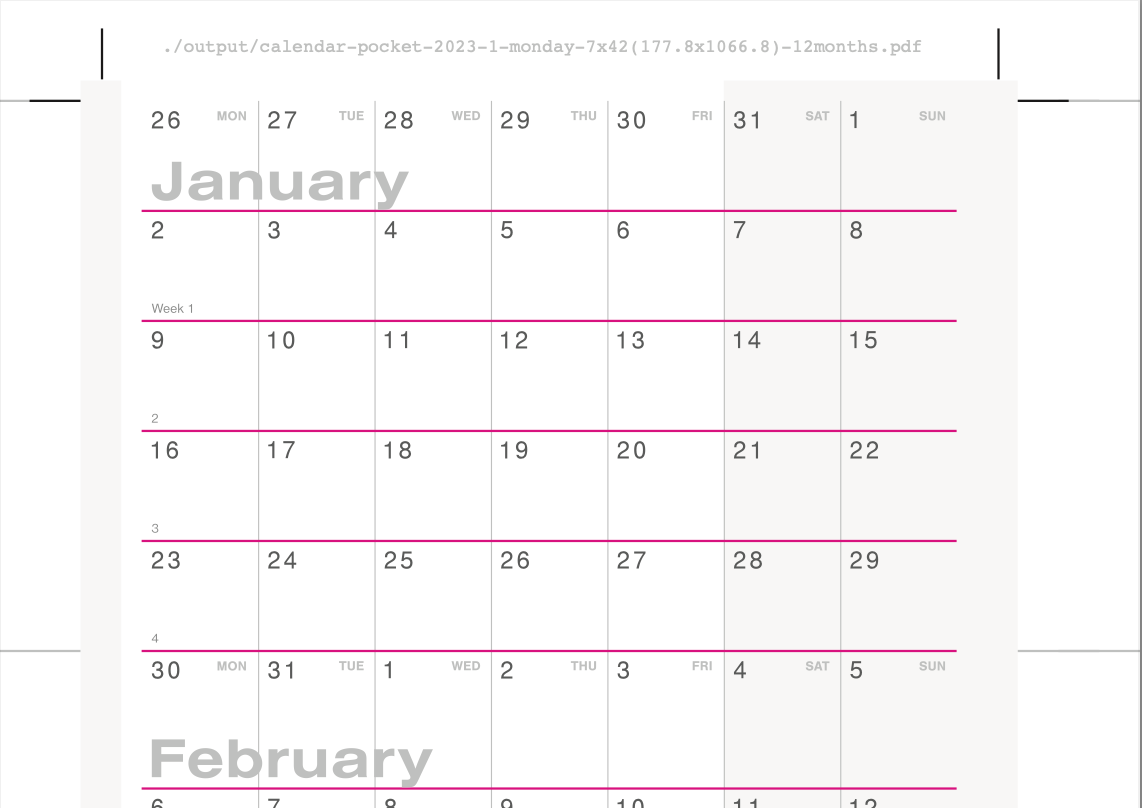 ./output/calendar-pocket-2023-1-monday-7x42(177.8x1066.8)-12months.pdf
26 MON 27 TUE 28 WED 29 THU 30 FRI 31 SAT 1 SUN
January
2 3 4 5 6 7 8
Week 1
9 10 11 12 13 14 15
2
16 17 18 19 20 21 22
3
23 24 25 26 27 28 29
4
30 MON 31 TUE 1 WED 2 THU 3 FRI 4 SAT 5 SUN
February
6 7 8 9 10 11 12